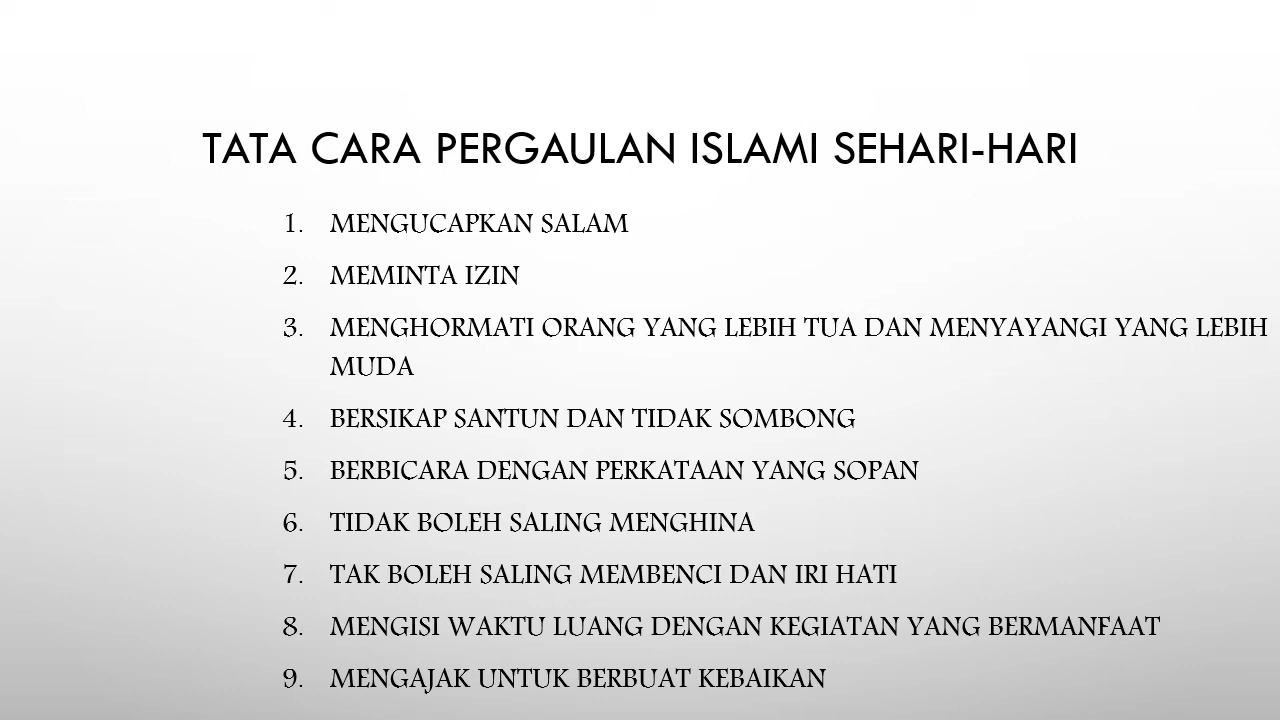 TATA CARA PERGAULAN ISLAMI SEHARI-HARI
1. MENGUCAPKAN SALAM
2. MEMINTA IZIN
3. MENGHORMATI ORANG YANG LEBIH TUA DAN MENYAYANGI YANG LEBIH
MUDA
4. BERSIKAP SANTUN DAN TIDAK SOMBONG
5. BERBICARA DENGAN PERKATAAN YANG SOPAN
6. TIDAK BOLEH SALING MENGHINA
7. TAK BOLEH SALING MEMBENCI DAN IRI HATI
8. MENGISI WAKTU LUANG DENGAN KEGIATAN YANG BERMANFAAT
9. MENGAJAK UNTUK BERBUAT KEBAIKAN